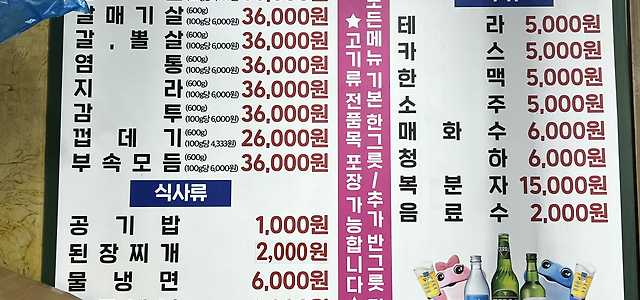 갈매기살 (600g) (100g당 6,000원) 36,000원
갈,뽈살 (600g) (100g당 6,000원) 36,000원
염통 (600g) (100g당 6,000원) 36,000원
지라 (600g) (100g당 6,000원) 36,000원
감투 (600g) (100g당 6,000원) 36,000원
껍데기 (600g) (100g당 4,333원) 26,000원
부속모듬 (600g) (100g당 6,000원) 36,000원
식사류
공기밥 1,000원
된장찌개 2,000원
물냉면 6,000원
모든메뉴 기본 한그릇/추가 반그릇
★고기류 전품목 포장 가능합니다★
테라 5,000원
카스 5,000원
한맥 5,000원
소주 5,000원
매화수 6,000원
청하 6,000원
복분자 15,000원
음료수 2,000원